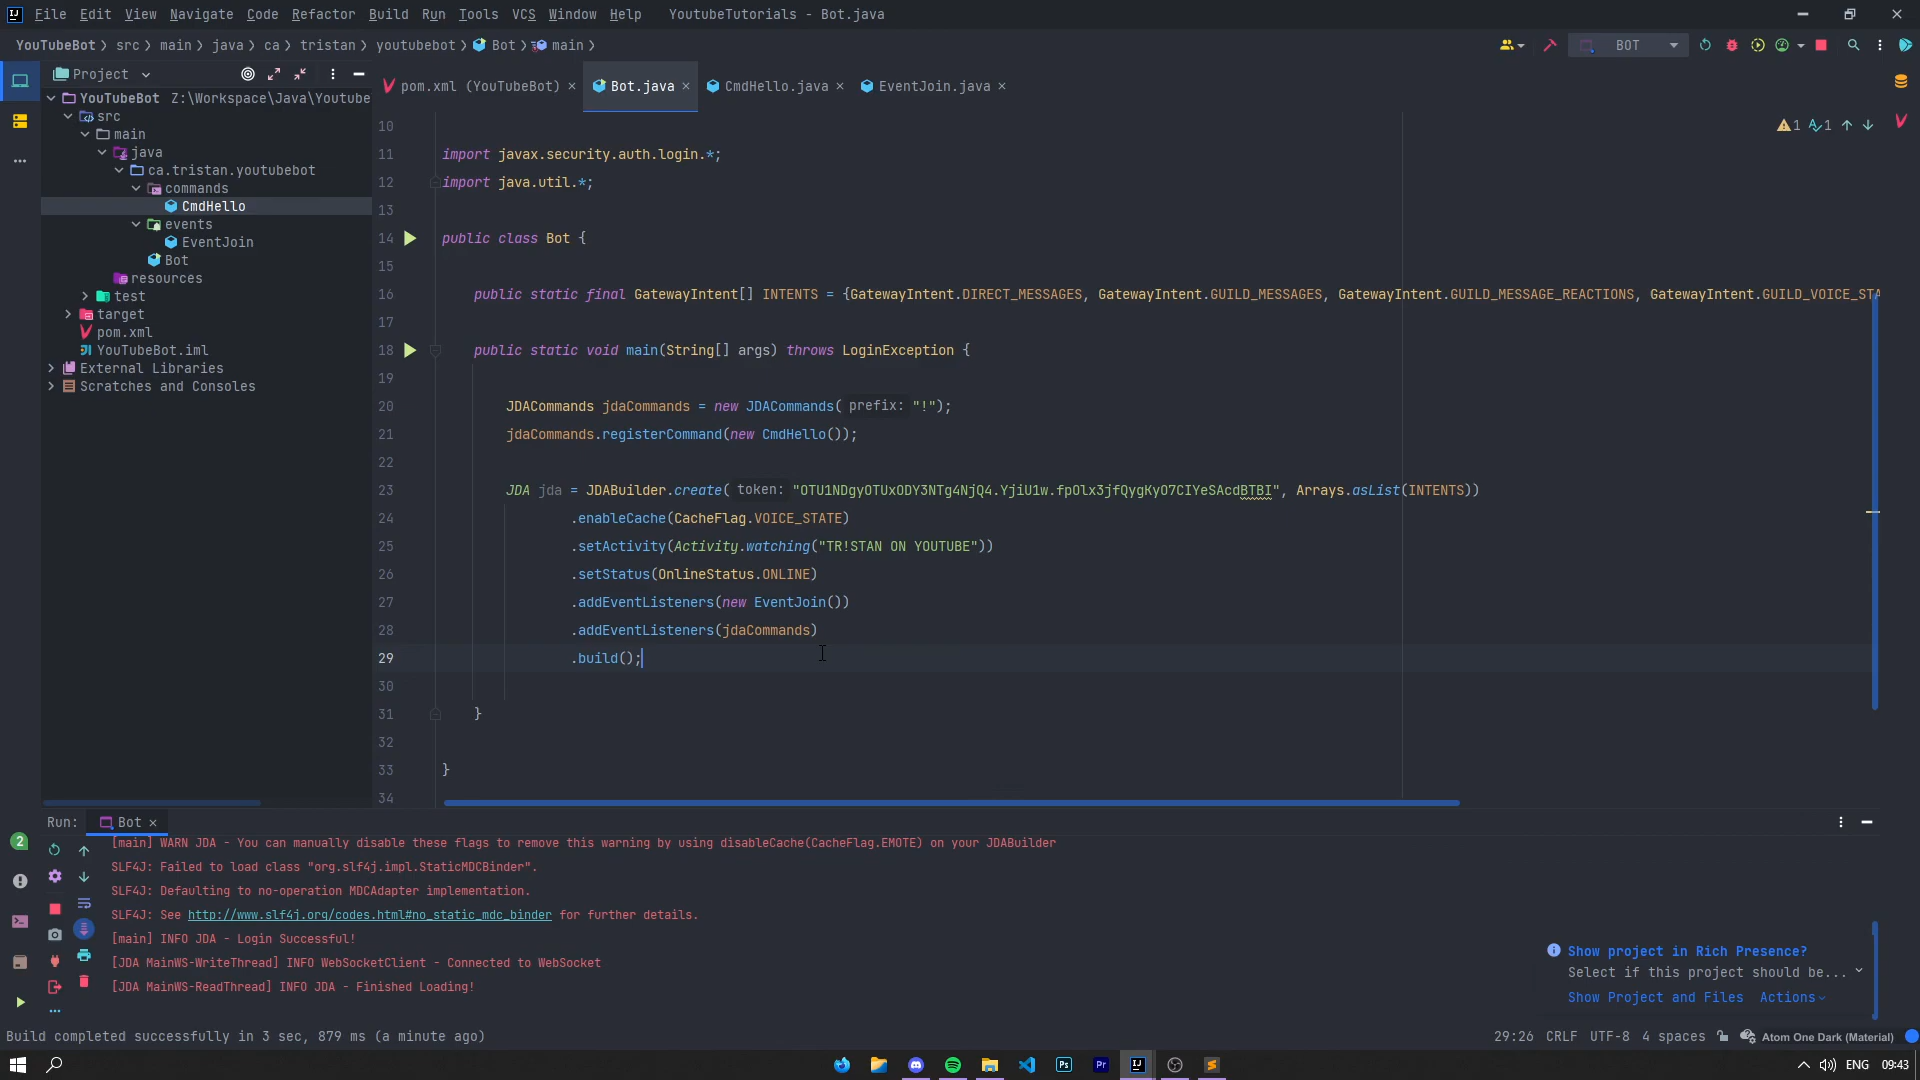 File Edit View Navigate Code Refactor Build Run Tools VCS Window Help YoutubeTutorials - Bot.java
YouTubeBot src main java ca tristan youtubebot Bot main
BOT
Project
pom.xml (YouTubeBot)
Bot.java
CmdHello.java
EventJoin.java
YouTubeBot Z:\Workspace\Java\Youtube
src
main
java
ca.tristan.youtubebot
commands
CmdHello
events
EventJoin
Bot
resources
test
target
pom.xml
YouTubeBot.iml
External Libraries
Scratches and Consoles
1 1
10
11 import javax.security.auth.login.*;
12 import java.util.*;
13
14 public class Bot {
15
16 public static final GatewayIntent[] INTENTS = {GatewayIntent.DIRECT_MESSAGES, GatewayIntent.GUILD_MESSAGES, GatewayIntent.GUILD_MESSAGE_REACTIONS, GatewayIntent.GUILD_VOICE_STA
17
18 public static void main(String[] args) throws LoginException {
19
20 JDACommands jdaCommands = new JDACommands( prefix: "!");
21 jdaCommands.registerCommand(new CmdHello());
22
23 JDA jda = JDABuilder.create( token: , Arrays.asList(INTENTS))
24 .enableCache(CacheFlag.VOICE_STATE)
25 .setActivity(Activity.watching("TR!STAN ON YOUTUBE"))
26 .setStatus(OnlineStatus.ONLINE)
27 .addEventListeners(new EventJoin())
28 .addEventListeners(jdaCommands)
29 .build();
30
31 }
32
33 }
34
Run: Bot
2
[main] WARN JDA - You can manually disable these flags to remove this warning by using disableCache(CacheFlag.EMOTE) on your JDABuilder
SLF4J: Failed to load class "org.slf4j.impl.StaticMDCBinder".
SLF4J: Defaulting to no-operation MDCAdapter implementation.
SLF4J: See http://www.slf4j.org/codes.html#no_static_mdc_binder for further details.
[main] INFO JDA - Login Successful!
[JDA MainWS-WriteThread] INFO WebSocketClient - Connected to WebSocket
[JDA MainWS-ReadThread] INFO JDA - Finished Loading!
Show project in Rich Presence?
Select if this project should be...
Show Project and Files Actions
Build completed successfully in 3 sec, 879 ms (a minute ago)
29:26 CRLF UTF-8 4 spaces Atom One Dark (Material)
Ps Pr IJ
ENG 09:43